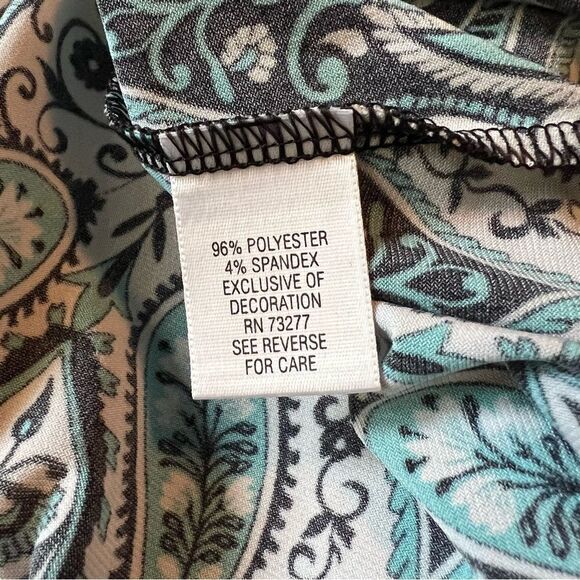 96% POLYESTER
4% SPANDEX
EXCLUSIVE OF
DECORATION
RN 73277
SEE REVERSE
FOR CARE